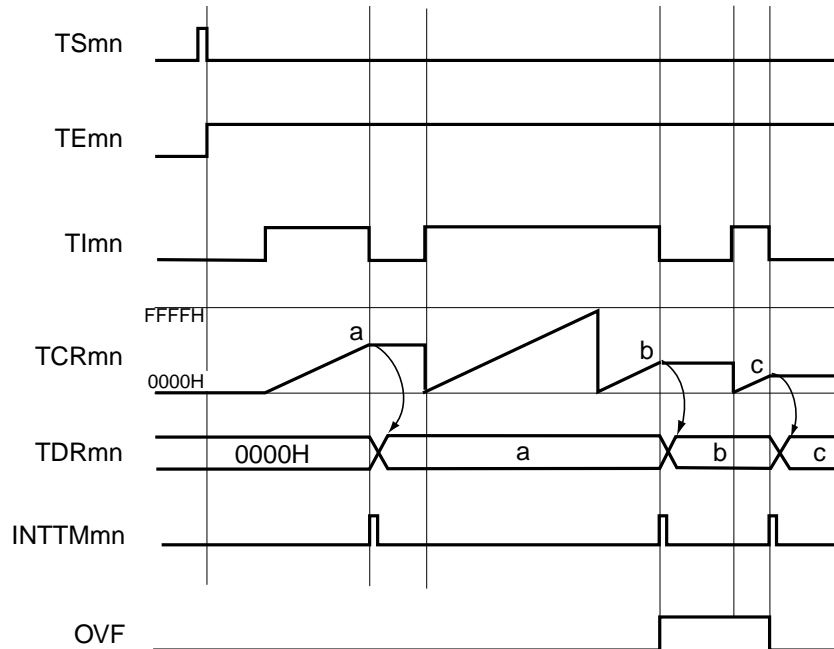 TSmn
TEmn
TImn
FFFFH
a
b
c
TCRmn
0000H
TDRmn
0000H
a
b
c
INTTMmn
OVF